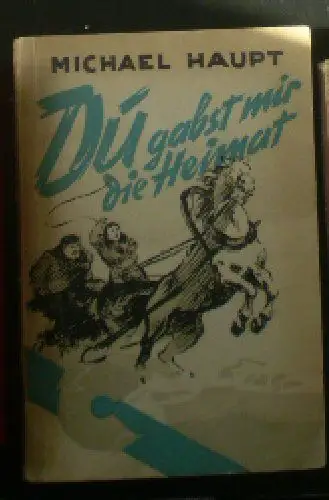 MICHAEL HAUPT
Du gabst mir
die Heimat